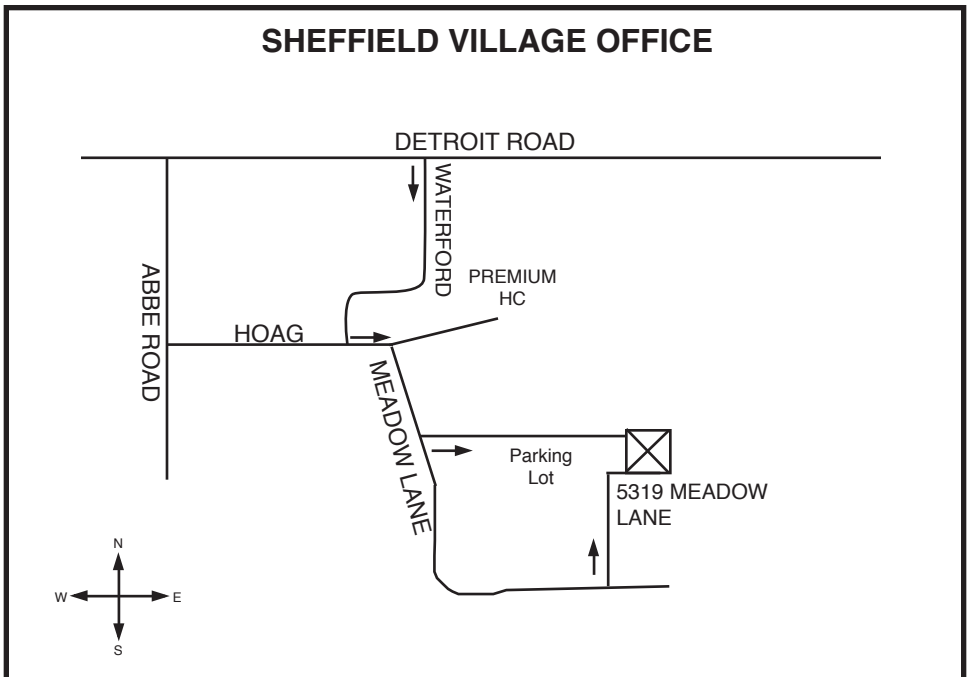 SHEFFIELD VILLAGE OFFICE
DETROIT ROAD
WATERFORD
PREMIUM
HC
ABBE ROAD
HOAG
MEADOW LANE
Parking
Lot
5319 MEADOW
LANE
N
W
E
S